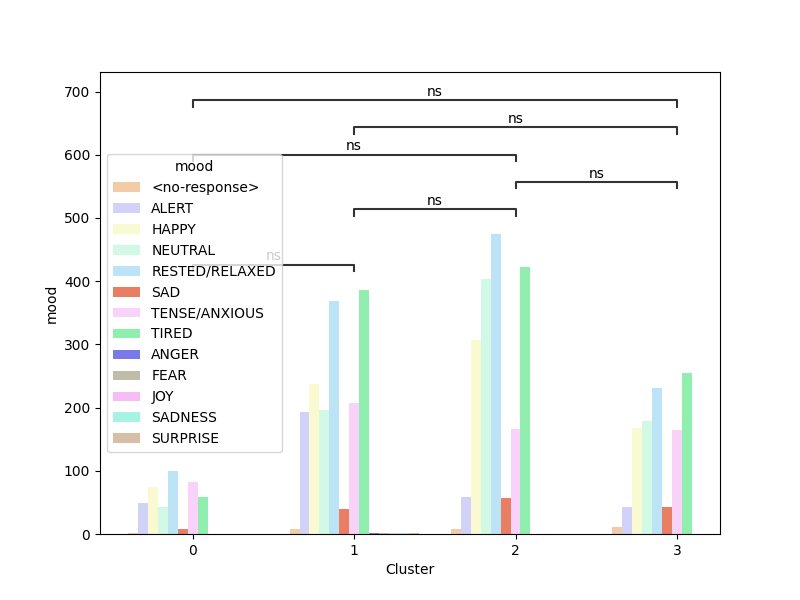 700
600
500
400
300
200
100
0
mood
ns
ns
ns
ns
ns
ns
mood
<no-response>
ALERT
HAPPY
NEUTRAL
RESTED/RELAXED
SAD
TENSE/ANXIOUS
TIRED
ANGER
FEAR
JOY
SADNESS
SURPRISE
0 1 2 3
Cluster